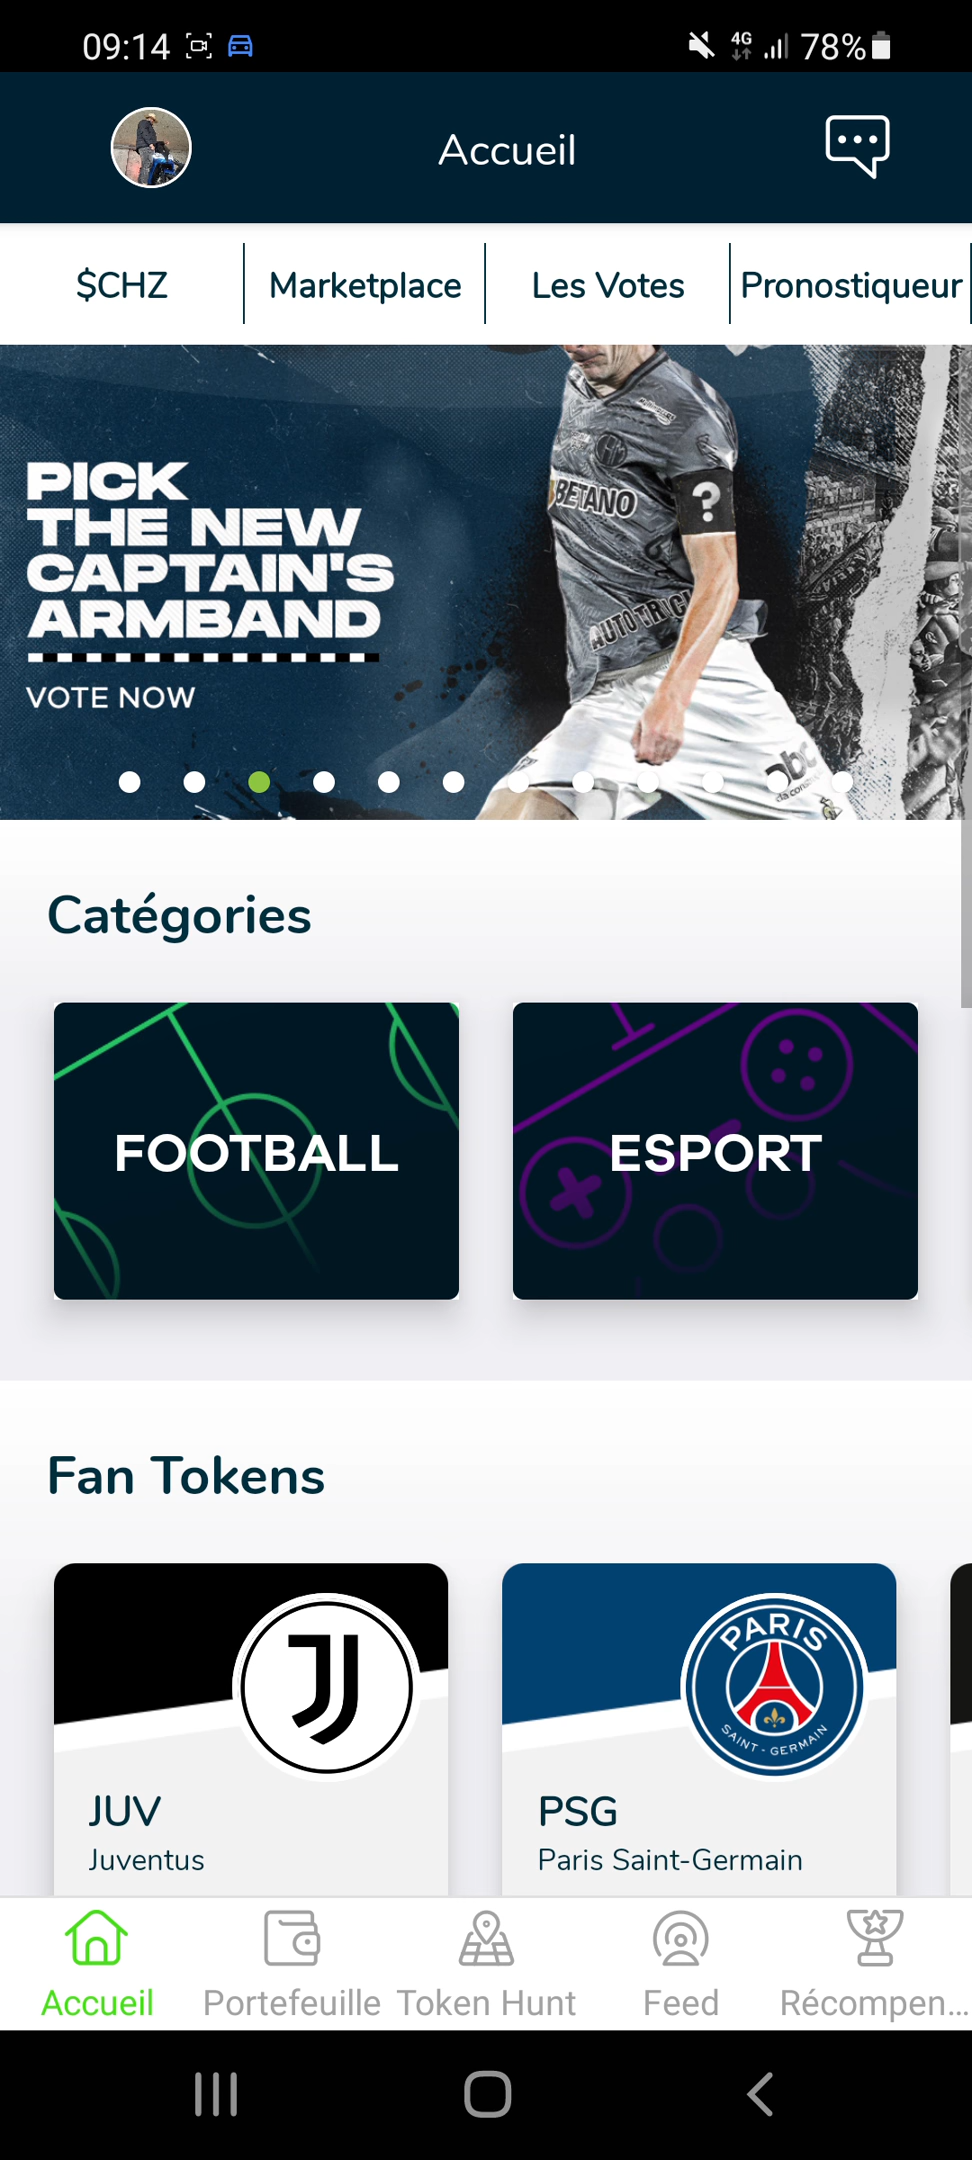 09:14
4G
78%
Accueil
$CHZ
Marketplace
Les Votes
Pronostiqueur
PICK
THE NEW
CAPTAIN'S
ARMBAND
VOTE NOW
?
BETANO
abc
Catégories
FOOTBALL
ESPORT
Fan Tokens
PARIS
SAINT - GERMAIN
JUV
Juventus
PSG
Paris Saint-Germain
Accueil
Portefeuille
Token Hunt
Feed
Récompen...